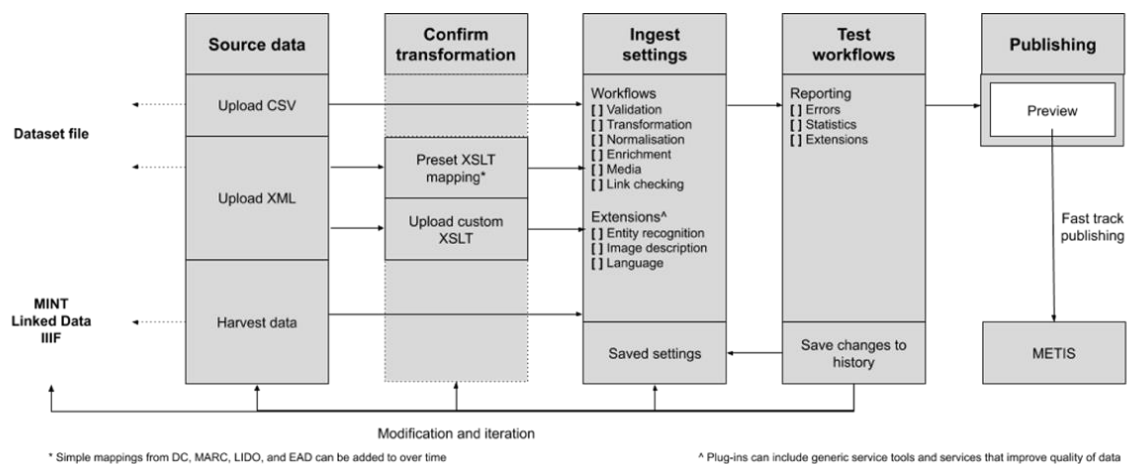 Source data
Confirm
transformation
Ingest
settings
Test
workflows
Publishing
Dataset file
MINT
Linked Data
IIIF
Upload CSV
Upload XML
Harvest data
Preset XSLT
mapping*
Upload custom
XSLT
Workflows
[ ] Validation
[ ] Transformation
[ ] Normalisation
[ ] Enrichment
[ ] Media
[ ] Link checking
Extensions^
[ ] Entity recognition
[ ] Image description
[ ] Language
Saved settings
Reporting
[ ] Errors
[ ] Statistics
[ ] Extensions
Save changes to
history
Preview
Fast track
publishing
METIS
Modification and iteration
* Simple mappings from DC, MARC, LIDO, and EAD can be added to over time
^ Plug-ins can include generic service tools and services that improve quality of data